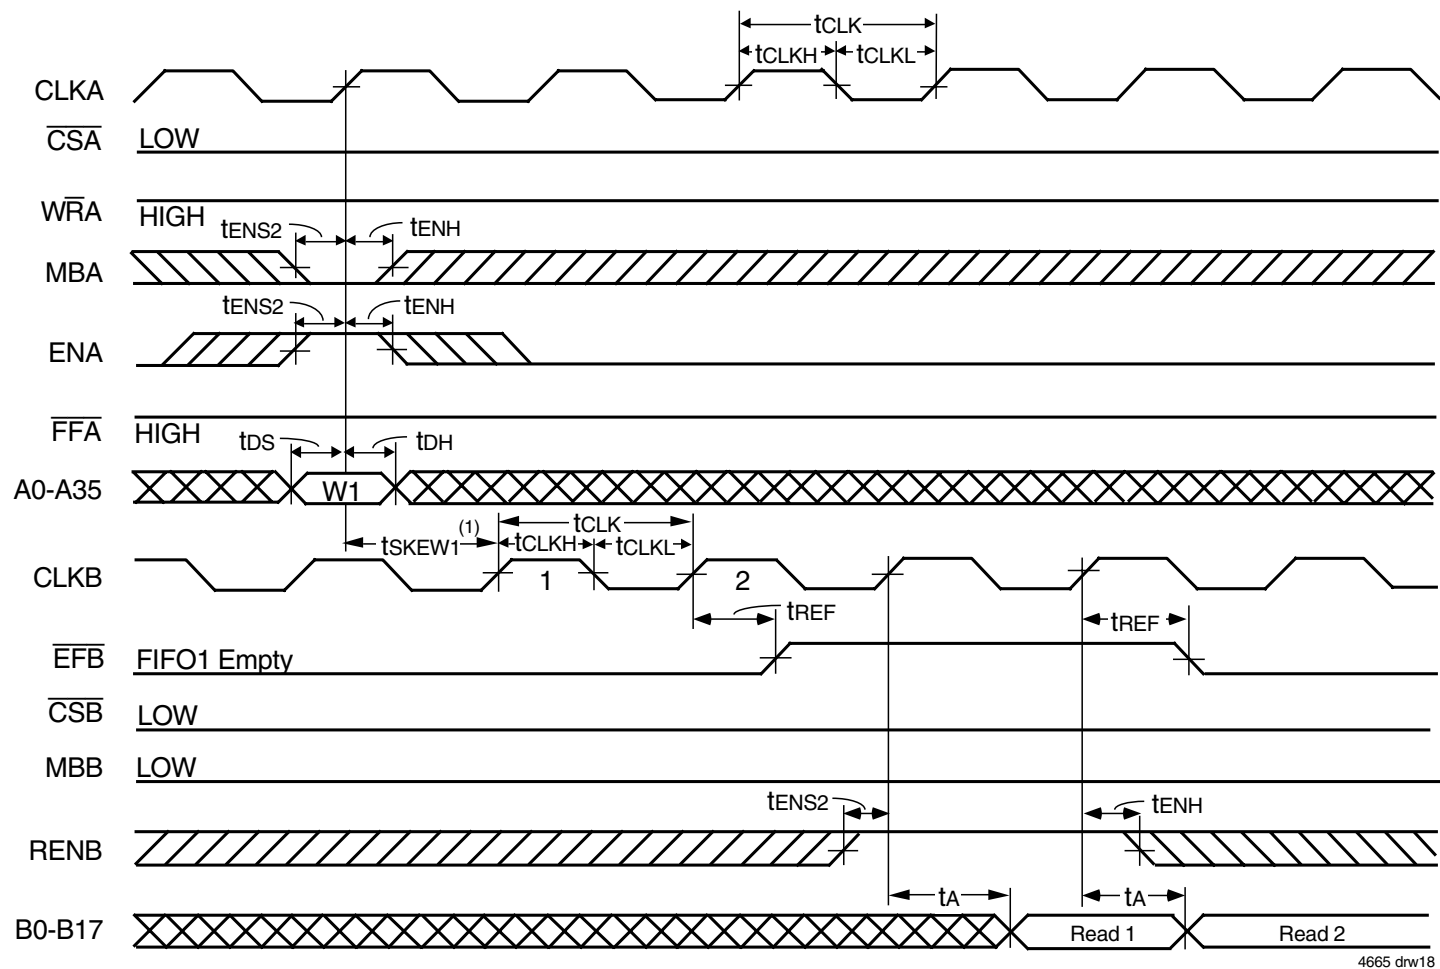 tCLK
tCLKH tCLKL
CLKA
CSA LOW
WRA HIGH
tENS2 tENH
MBA
tENS2 tENH
ENA
FFA HIGH
tDS tDH
A0-A35 W1
tSKEW1(1) tCLK
tCLKH tCLKL
CLKB 1 2
tREF tREF
EFB FIFO1 Empty
CSB LOW
MBB LOW
tENS2 tENH
RENB
tA tA
B0-B17 Read 1 Read 2
4665 drw18